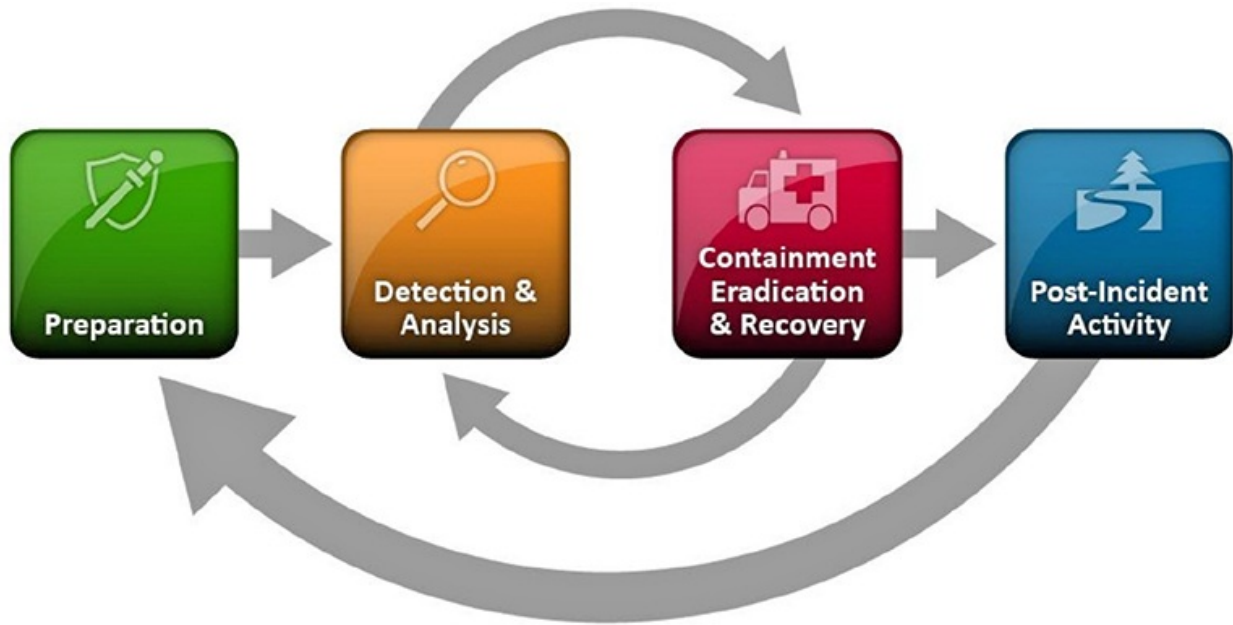 Preparation
Detection &
Analysis
Containment
Eradication
& Recovery
Post-Incident
Activity